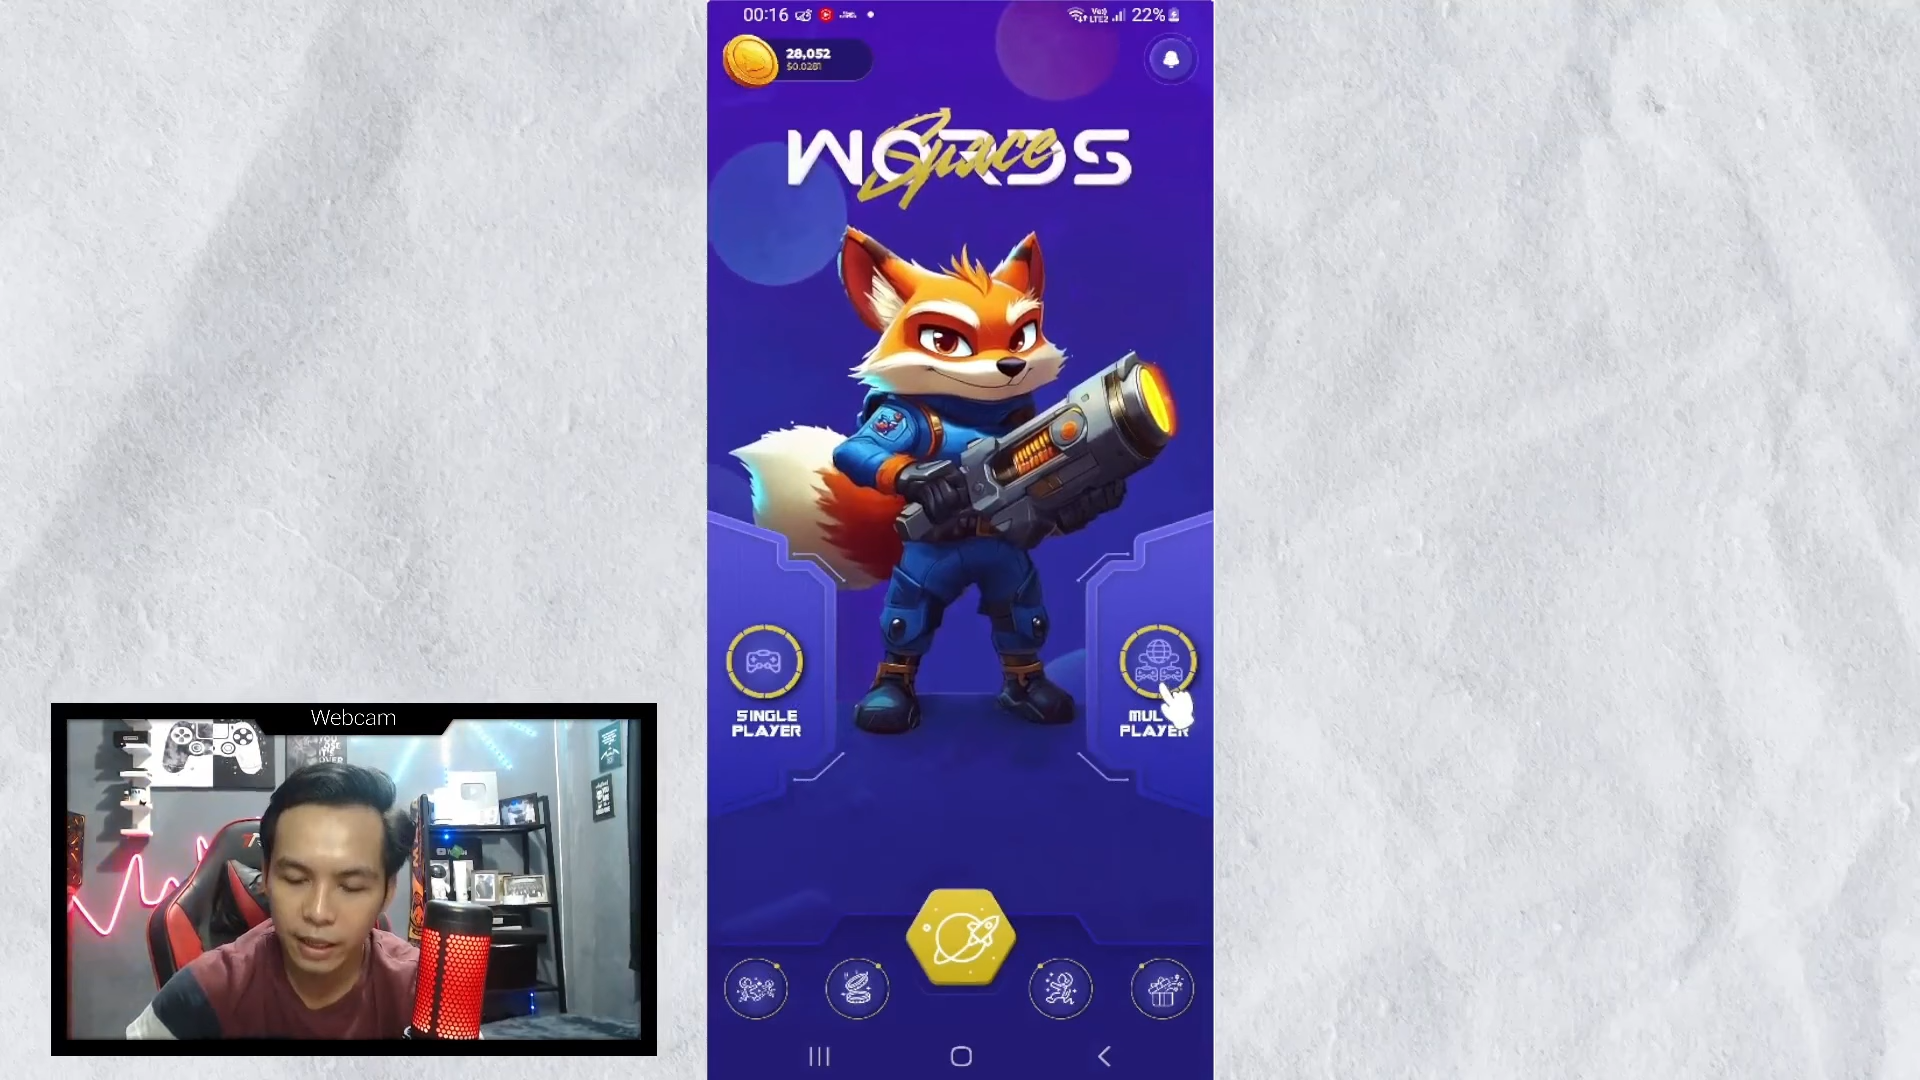 00:16
22%
28,052
$0.0281
WORDS
Space
SINGLE
PLAYER
PLAYER
Webcam